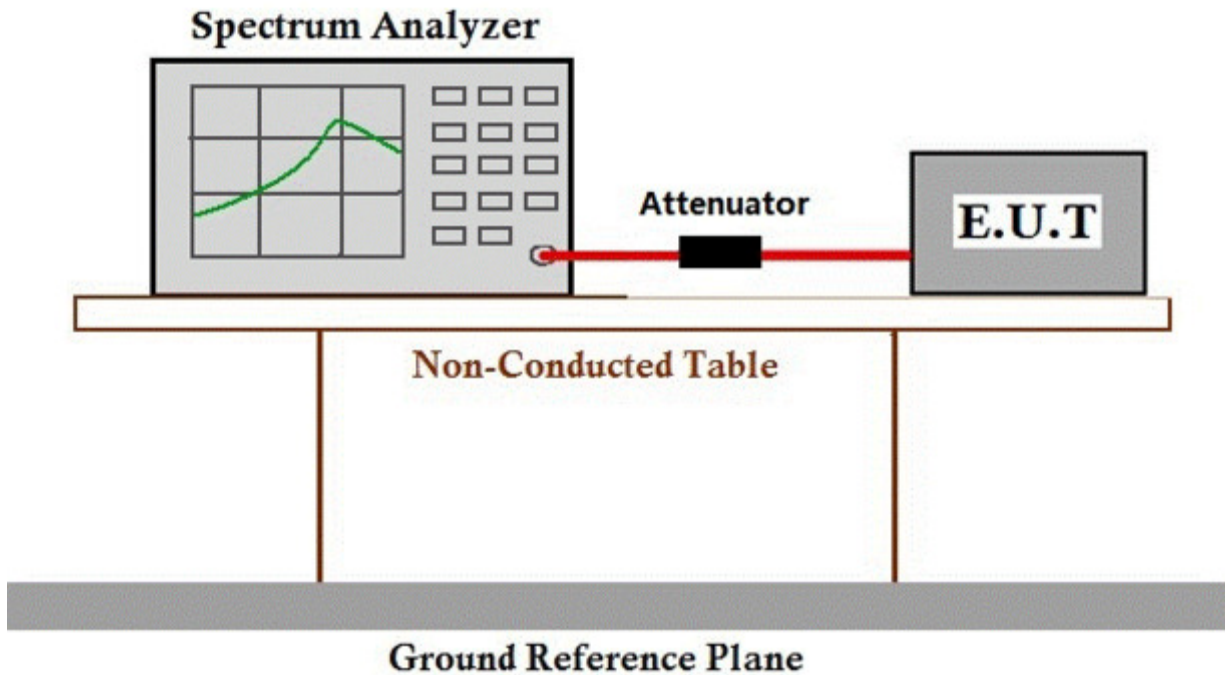 Spectrum Analyzer
Attenuator
E.U.T
Non-Conducted Table
Ground Reference Plane